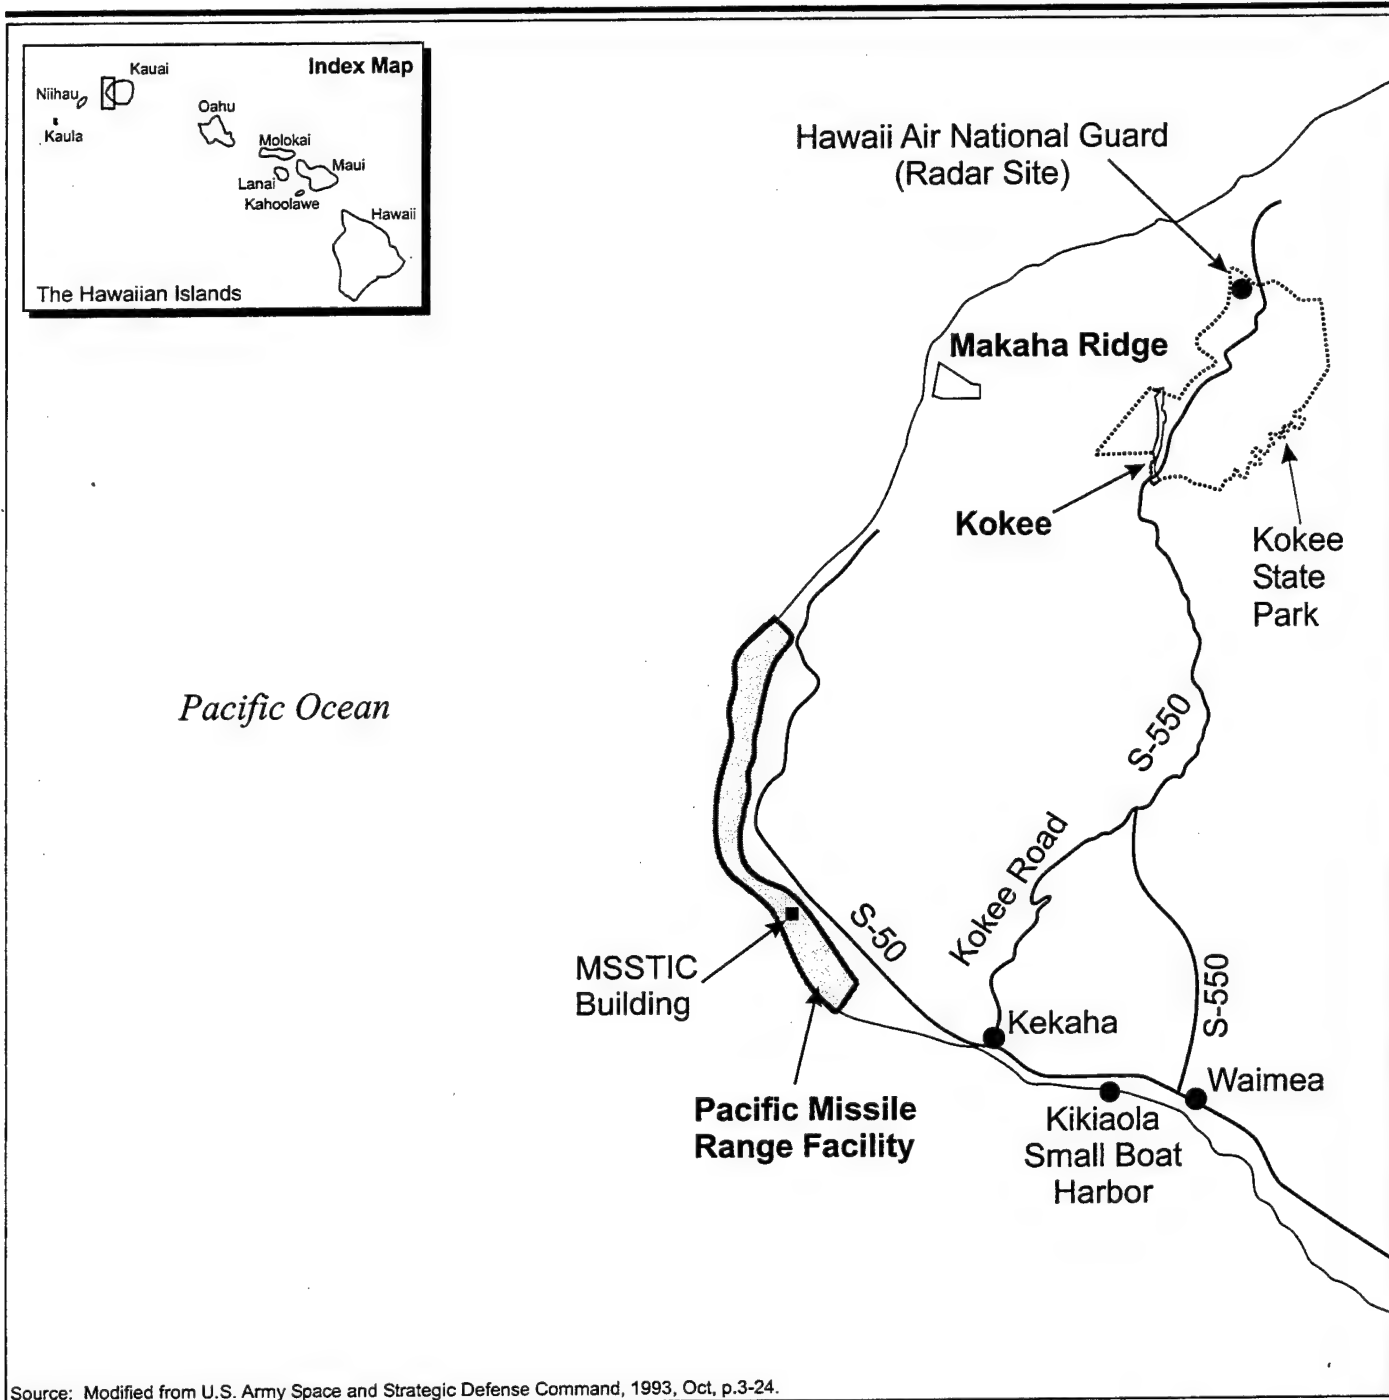 Index Map
Kauai
Niihau
Kaula
Oahu
Molokai
Maui
Lanai
Kahoolawe
Hawaii
The Hawaiian Islands
Hawaii Air National Guard
(Radar Site)
Makaha Ridge
Kokee
Kokee
State
Park
Pacific Ocean
S-550
Kokee Road
S-50
S-550
MSSTIC
Building
Kekaha
Waimea
Pacific Missile
Range Facility
Kikiaola
Small Boat
Harbor
Source: Modified from U.S. Army Space and Strategic Defense Command, 1993, Oct, p.3-24.